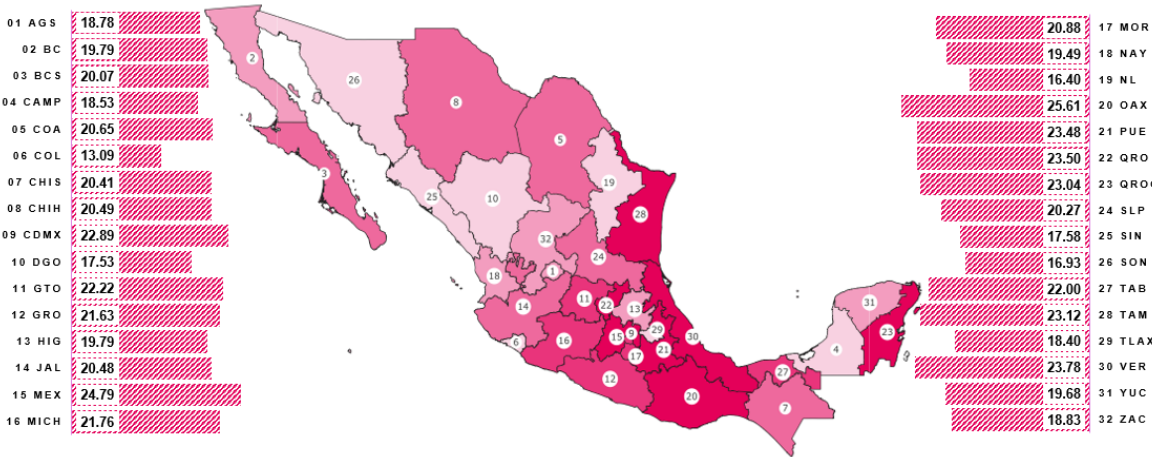 01 AGS 18.78
02 BC 19.79
03 BCS 20.07
04 CAMP 18.53
05 COA 20.65
06 COL 13.09
07 CHIS 20.41
08 CHIH 20.49
09 CDMX 22.89
10 DGO 17.53
11 GTO 22.22
12 GRO 21.63
13 HIG 19.79
14 JAL 20.48
15 MEX 24.79
16 MICH 21.76
2
26
8
5
3
19
25
10
28
32
24
1
18
31
11
22
13
14
23
29
9
15
30
6
16
21
4
17
27
12
20
7
20.88 17 MOR
19.49 18 NAY
16.40 19 NL
25.61 20 OAX
23.48 21 PUE
23.50 22 QRO
23.04 23 QROO
20.27 24 SLP
17.58 25 SIN
16.93 26 SON
22.00 27 TAB
23.12 28 TAM
18.40 29 TLAX
23.78 30 VER
19.68 31 YUC
18.83 32 ZAC